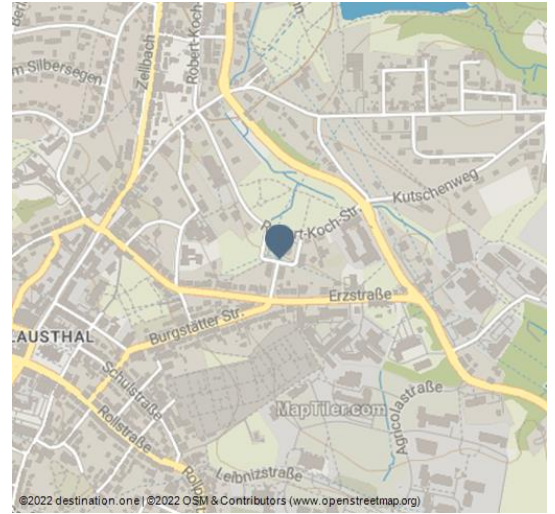 m Silbersegen
Zellbach
Robert-Koch
Kutschenweg
Robert-Koch-Str.
Erzstraße
Burgstätter Str.
LAUSTHAL
Schulstraße
Rollstraße
MapTiler.com
Agricolastraße
Leibnizstraße
©2022 destination.one | ©2022 OSM & Contributors (www.openstreetmap.org)